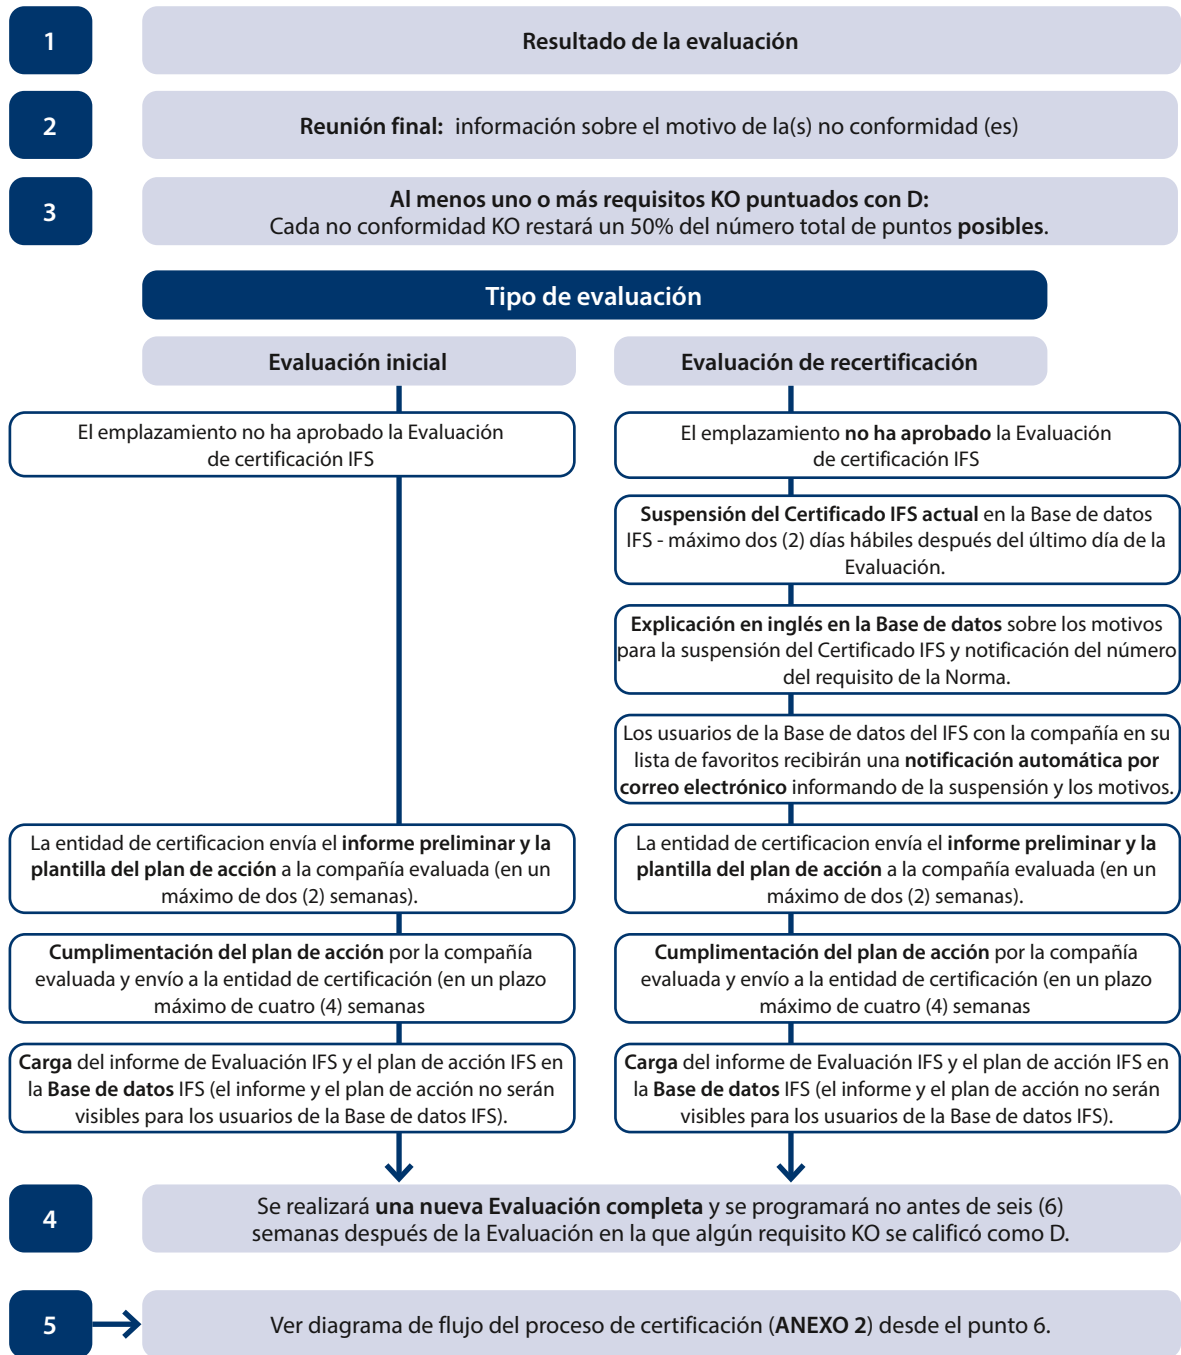 1
Resultado de la evaluación
2
Reunión final: información sobre el motivo de la(s) no conformidad (es)
3
Al menos uno o más requisitos KO puntuados con D:
Cada no conformidad KO restará un 50% del número total de puntos posibles.
Tipo de evaluación
Evaluación inicial
El emplazamiento no ha aprobado la Evaluación
de certificación IFS
La entidad de certificacion envía el informe preliminar y la
plantilla del plan de acción a la compañía evaluada (en un
máximo de dos (2) semanas).
Cumplimentación del plan de acción por la compañía
evaluada y envío a la entidad de certificación (en un plazo
máximo de cuatro (4) semanas
Carga del informe de Evaluación IFS y el plan de acción IFS en
la Base de datos IFS (el informe y el plan de acción no serán
visibles para los usuarios de la Base de datos IFS).
Evaluación de recertificación
El emplazamiento no ha aprobado la Evaluación
de certificación IFS
Suspensión del Certificado IFS actual en la Base de datos
IFS - máximo dos (2) días hábiles después del último día de la
Evaluación.
Explicación en inglés en la Base de datos sobre los motivos
para la suspensión del Certificado IFS y notificación del número
del requisito de la Norma.
Los usuarios de la Base de datos del IFS con la compañía en su
lista de favoritos recibirán una notificación automática por
correo electrónico informando de la suspensión y los motivos.
La entidad de certificacion envía el informe preliminar y la
plantilla del plan de acción a la compañía evaluada (en un
máximo de dos (2) semanas).
Cumplimentación del plan de acción por la compañía
evaluada y envío a la entidad de certificación (en un plazo
máximo de cuatro (4) semanas
Carga del informe de Evaluación IFS y el plan de acción IFS en
la Base de datos IFS (el informe y el plan de acción no serán
visibles para los usuarios de la Base de datos IFS).
4
Se realizará una nueva Evaluación completa y se programará no antes de seis (6)
semanas después de la Evaluación en la que algún requisito KO se calificó como D.
5
Ver diagrama de flujo del proceso de certificación (ANEXO 2) desde el punto 6.